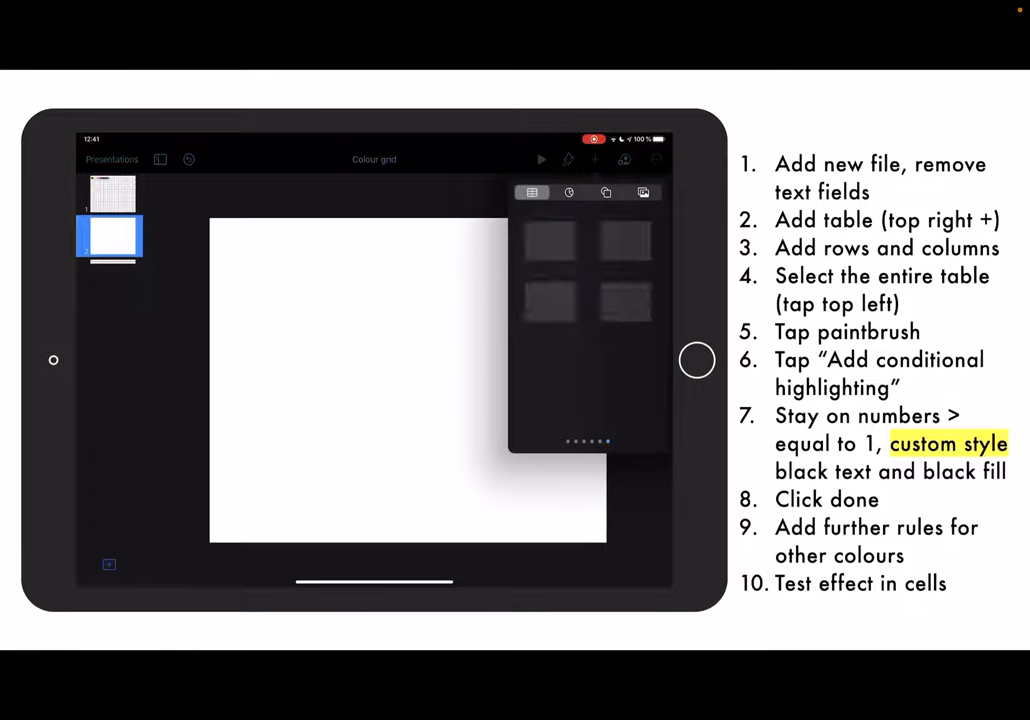 12:41
100 %
Presentations
Colour grid
1
2
1. Add new file, remove
text fields
2. Add table (top right +)
3. Add rows and columns
4. Select the entire table
(tap top left)
5. Tap paintbrush
6. Tap “Add conditional
highlighting”
7. Stay on numbers >
equal to 1, custom style
black text and black fill
8. Click done
9. Add further rules for
other colours
10. Test effect in cells